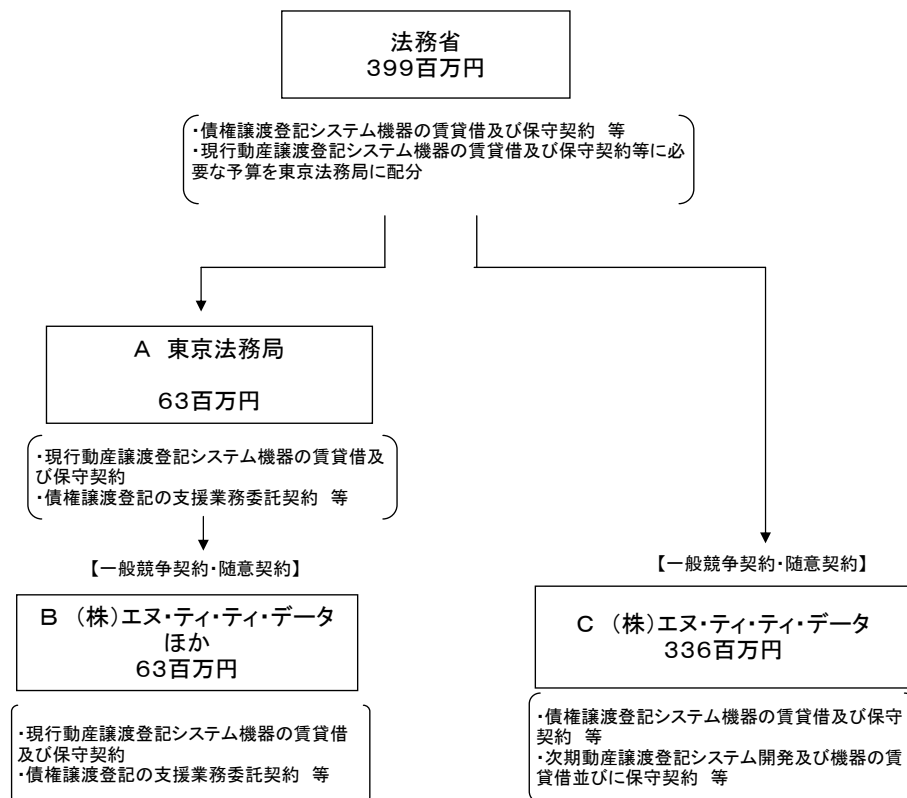 法務省
399百万円
・債権譲渡登記システム機器の賃貸借及び保守契約　等
・現行動産譲渡登記システム機器の賃貸借及び保守契約等に必
要な予算を東京法務局に配分
A　東京法務局
63百万円
・現行動産譲渡登記システム機器の賃貸借及
び保守契約
・債権譲渡登記の支援業務委託契約　等
【一般競争契約・随意契約】
B　（株）エヌ・ティ・ティ・データ
ほか
63百万円
・現行動産譲渡登記システム機器の賃貸借
及び保守契約
・債権譲渡登記の支援業務委託契約　等
【一般競争契約・随意契約】
C　（株）エヌ・ティ・ティ・データ
336百万円
・債権譲渡登記システム機器の賃貸借及び保守
契約　等
・次期動産譲渡登記システム開発及び機器の賃
貸借並びに保守契約　等